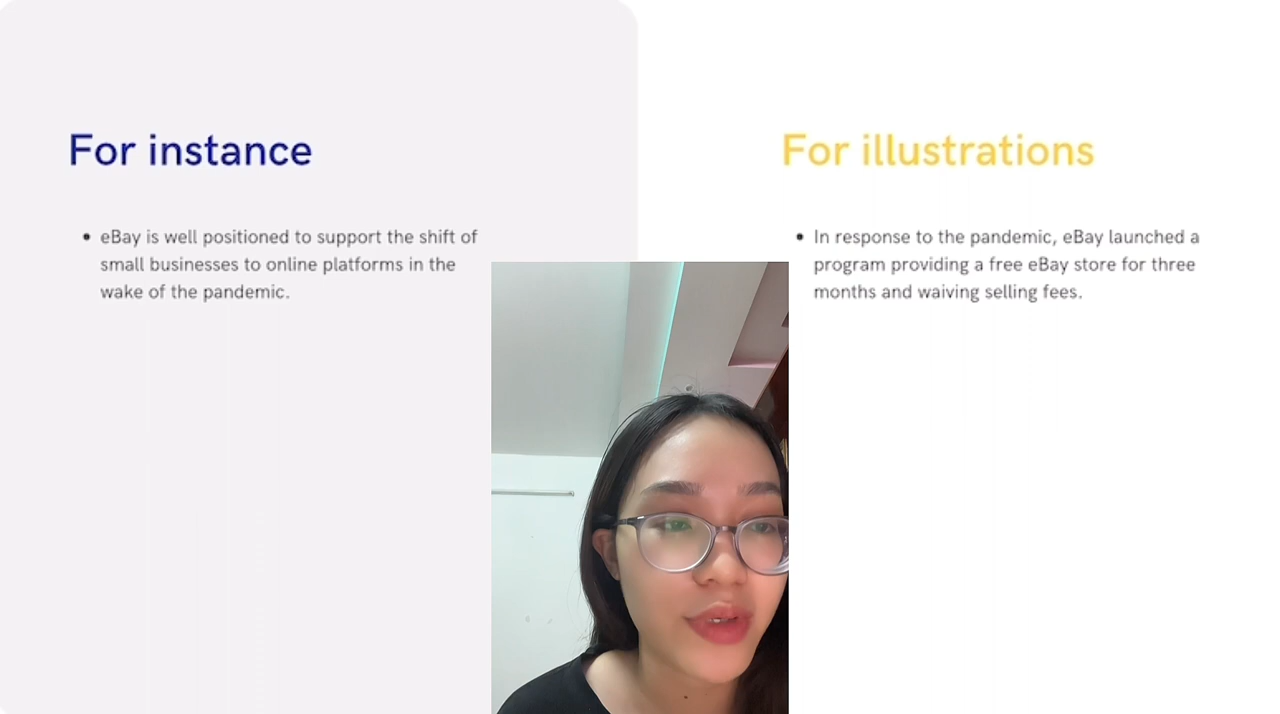 For instance
eBay is well positioned to support the shift of
small businesses to online platforms in the
wake of the pandemic.
For illustrations
In response to the pandemic, eBay launched a
program providing a free eBay store for three
months and waiving selling fees.